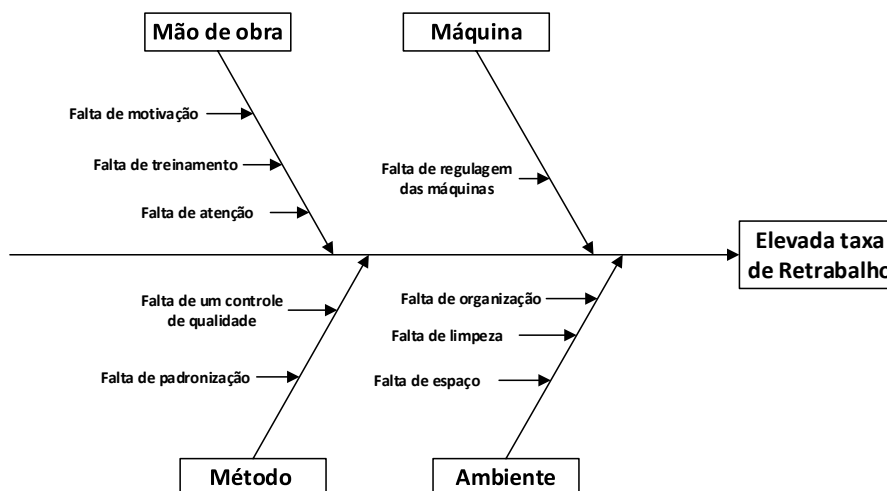 Mão de obra
Máquina
Falta de motivação
Falta de treinamento
Falta de atenção
Falta de regulagem
das máquinas
Elevada taxa
de Retrabalho
Falta de um controle
de qualidade
Falta de padronização
Falta de organização
Falta de limpeza
Falta de espaço
Método
Ambiente